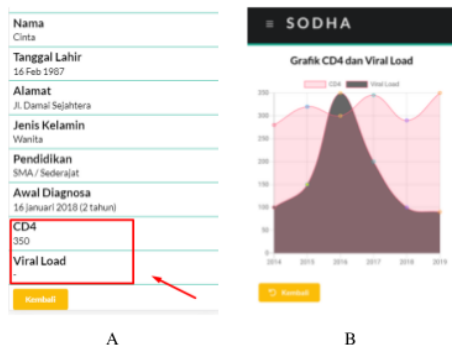 Nama
Cinta
Tanggal Lahir
16 Feb 1987
Alamat
Jl. Damai Sejahtera
Jenis Kelamin
Wanita
Pendidikan
SMA / Sederajat
Awal Diagnosa
16 januari 2018 (2 tahun)
CD4
350
Viral Load
-
Kembali
A
≡ SODHA
Grafik CD4 dan Viral Load
CD4 Viral Load
350
300
250
200
150
100
50
0
2014 2015 2016 2017 2018 2019
Kembali
B